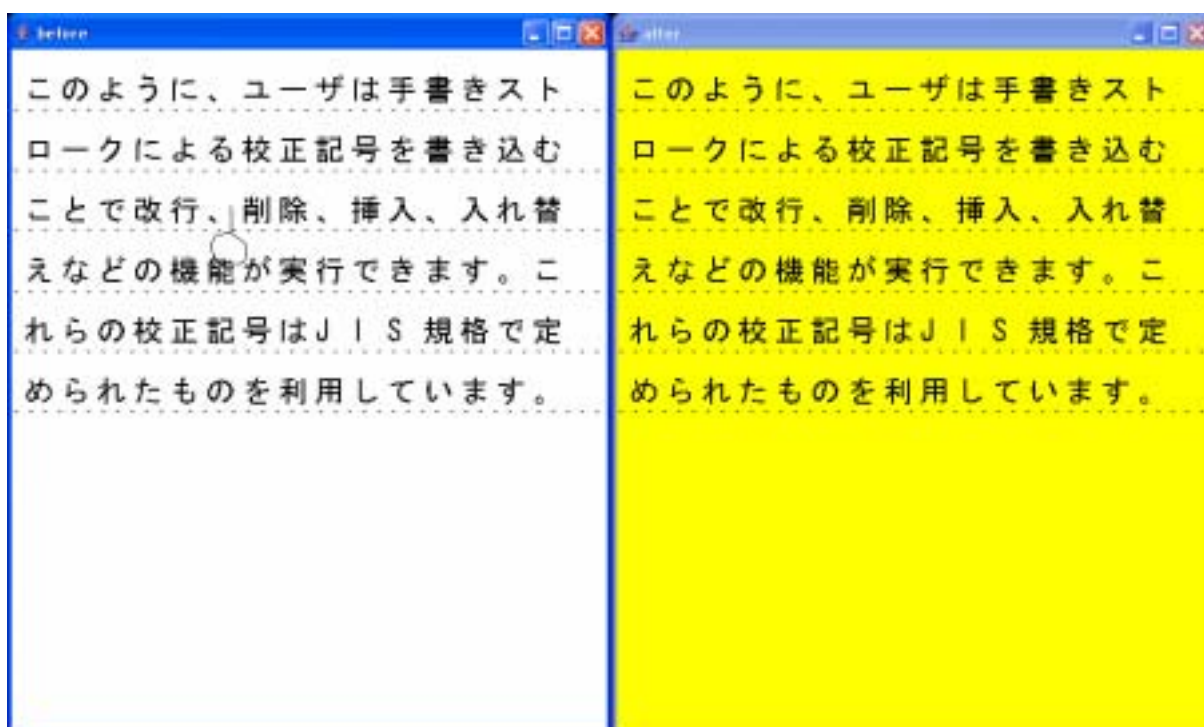 before
このように、ユーザは手書きスト
ロークによる校正記号を書き込む
ことで改行、削除、挿入、入れ替
えなどの機能が実行できます。こ
れらの校正記号はＪＩＳ規格で定
められたものを利用しています。
after
このように、ユーザは手書きスト
ロークによる校正記号を書き込む
ことで改行、削除、挿入、入れ替
えなどの機能が実行できます。こ
れらの校正記号はＪＩＳ規格で定
められたものを利用しています。